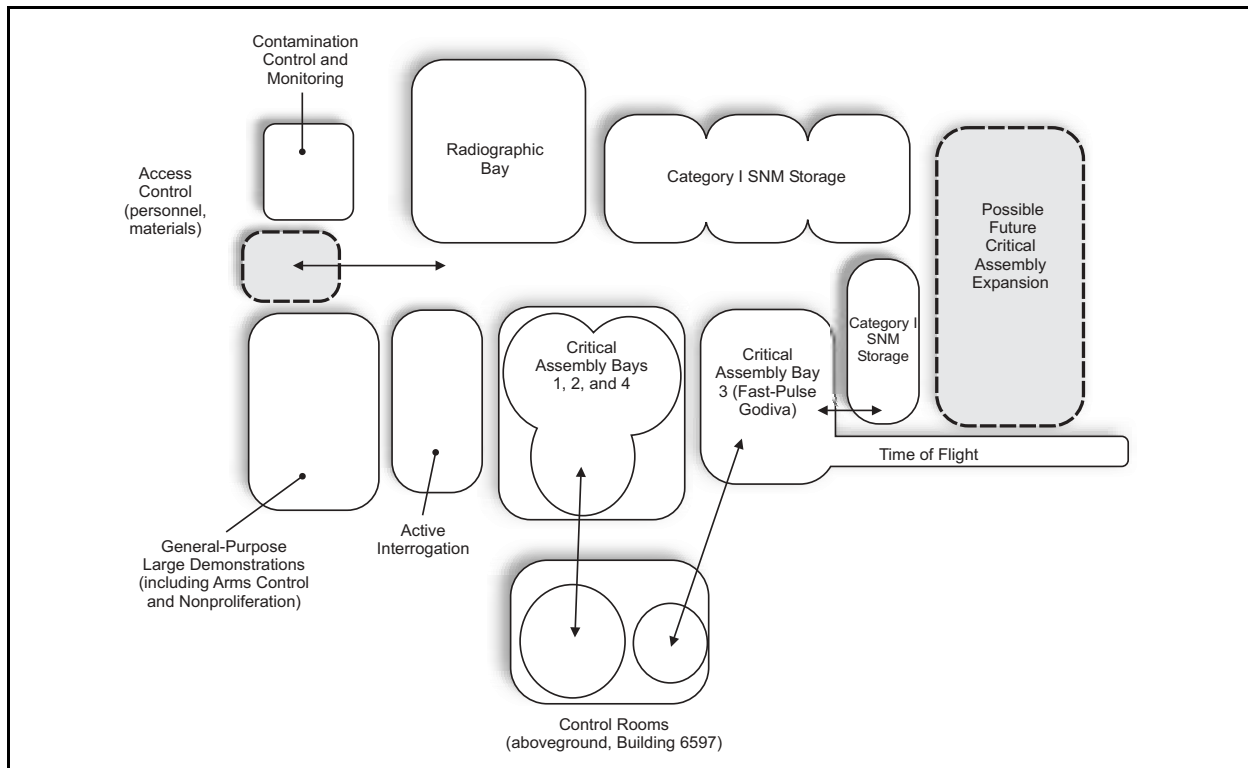 Contamination
Control and
Monitoring
Access
Control
(personnel,
materials)
Radiographic
Bay
Category I SNM Storage
Possible
Future
Critical
Assembly
Expansion
Category I
SNM
Storage
Critical
Assembly Bays
1, 2, and 4
Critical
Assembly Bay
3 (Fast-Pulse
Godiva)
Time of Flight
General-Purpose
Large Demonstrations
(including Arms Control
and Nonproliferation)
Active
Interrogation
Control Rooms
(aboveground, Building 6597)